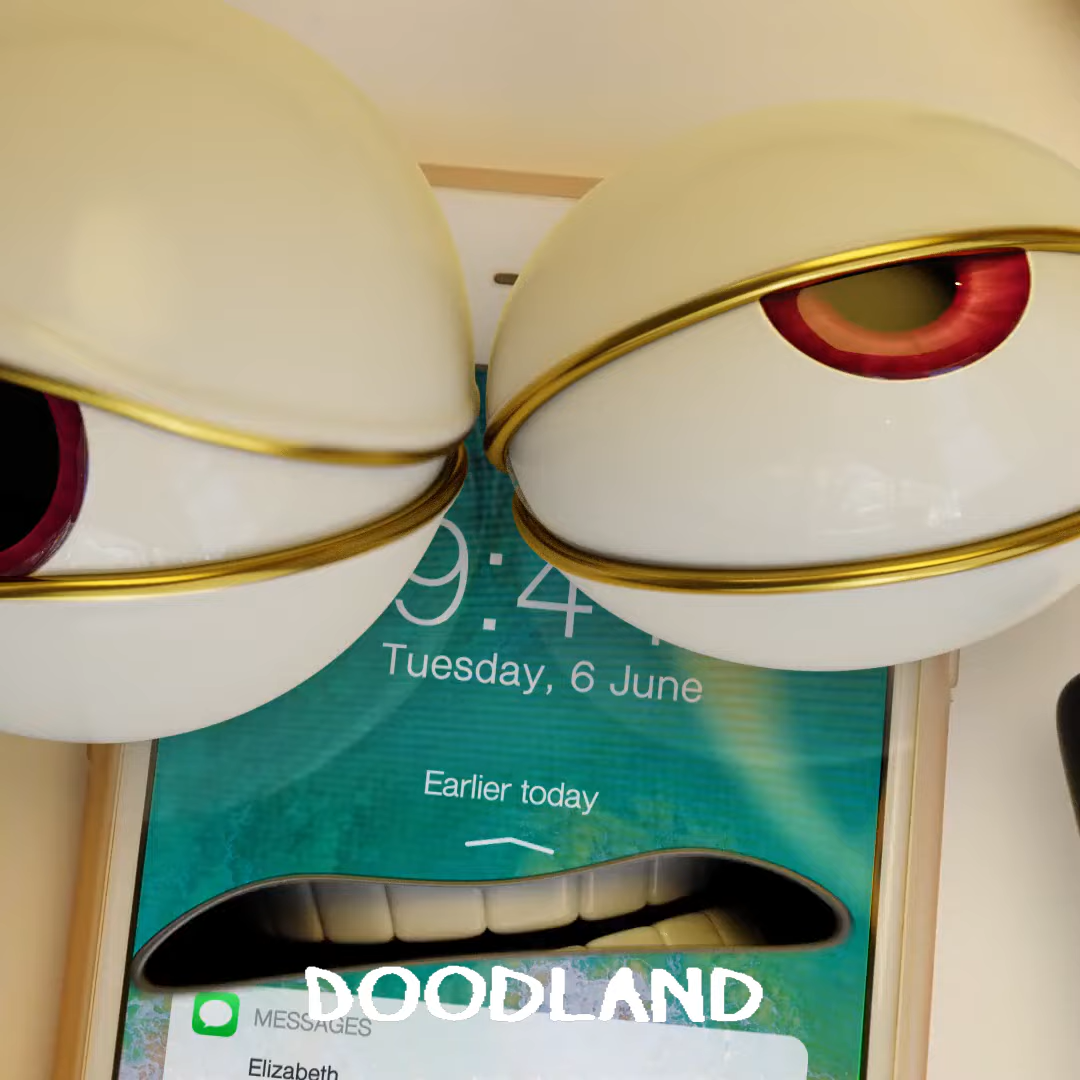 9:4
Tuesday, 6 June
Earlier today
DOODLAND
MESSAGES
Elizabeth